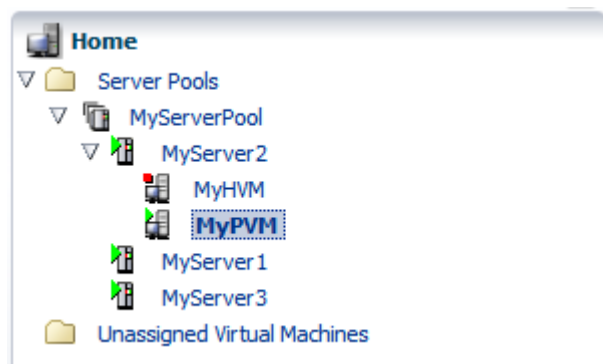 Home
Server Pools
MyServerPool
MyServer2
MyHVM
MyPVM
MyServer1
MyServer3
Unassigned Virtual Machines